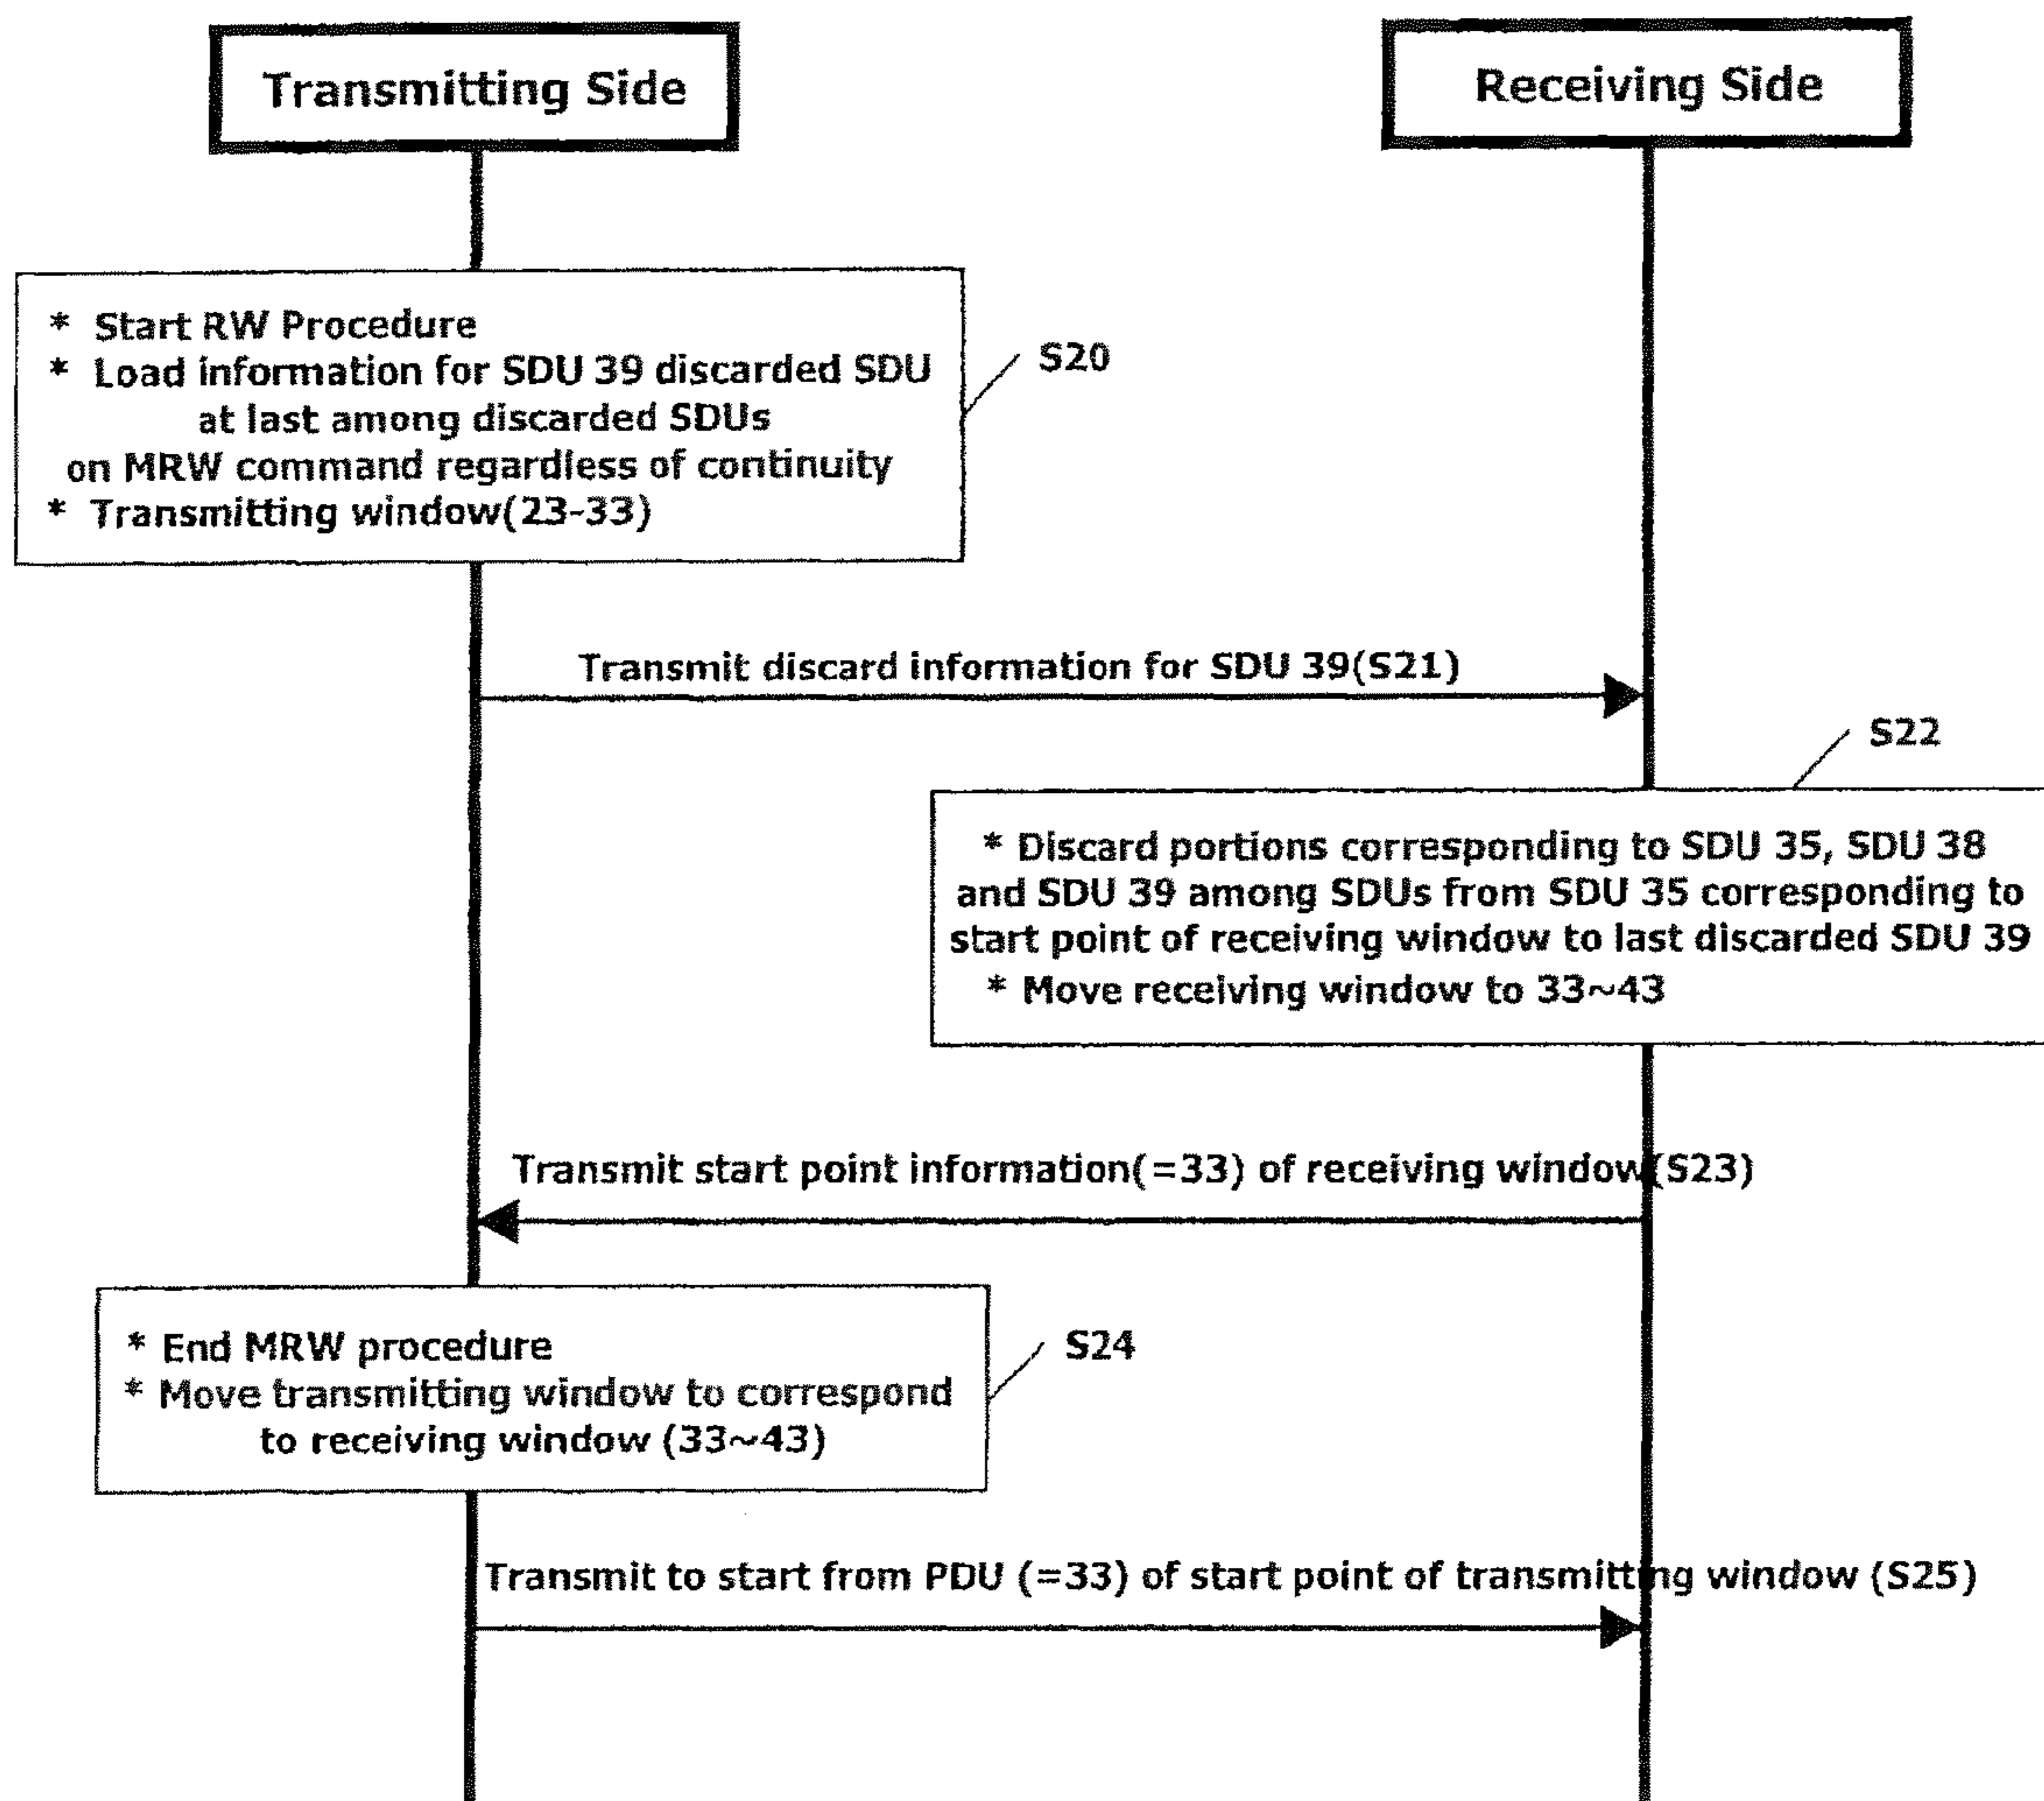 Transmitting Side
Receiving Side
* Start RW Procedure
* Load information for SDU 39 discarded SDU
at last among discarded SDUs
on MRW command regardless of continuity
* Transmitting window(23-33)
S20
Transmit discard information for SDU 39(S21)
S22
* Discard portions corresponding to SDU 35, SDU 38
and SDU 39 among SDUs from SDU 35 corresponding to
start point of receiving window to last discarded SDU 39
* Move receiving window to 33~43
Transmit start point information(=33) of receiving window(S23)
* End MRW procedure
* Move transmitting window to correspond
to receiving window (33~43)
S24
Transmit to start from PDU (=33) of start point of transmitting window (S25)